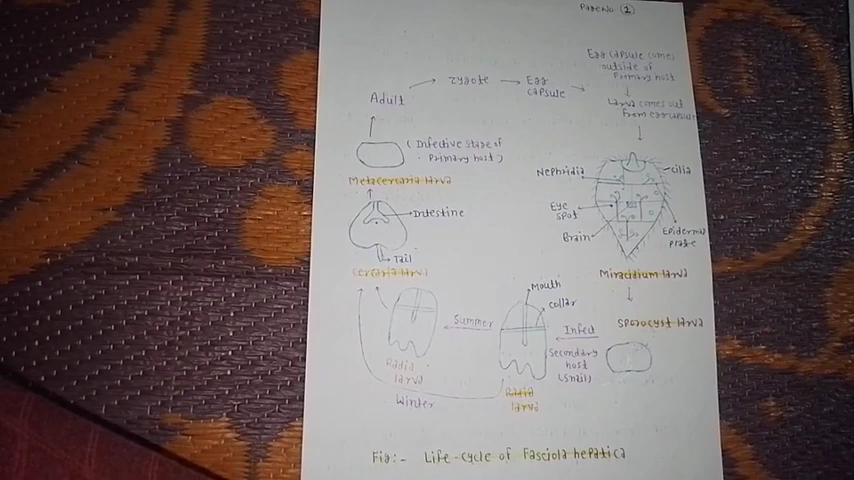 Page No (1)
Egg capsule comes
outside of
Primary host
Adult
zygote
Egg
capsule
Larva comes out
from egg capsule
(Infective stage of
Primary host)
Metacercaria larva
Intestine
Tail
Cercaria larva
Nephridia
cilia
Eye
spot
Brain
Epidermal
plate
Miracidium larva
Sporocyst larva
Mouth
collar
Infect
Secondary
host
(Snail)
Radia
larva
Summer
Radia
larva
Winter
Fig:- Life-cycle of Fasciola hepatica